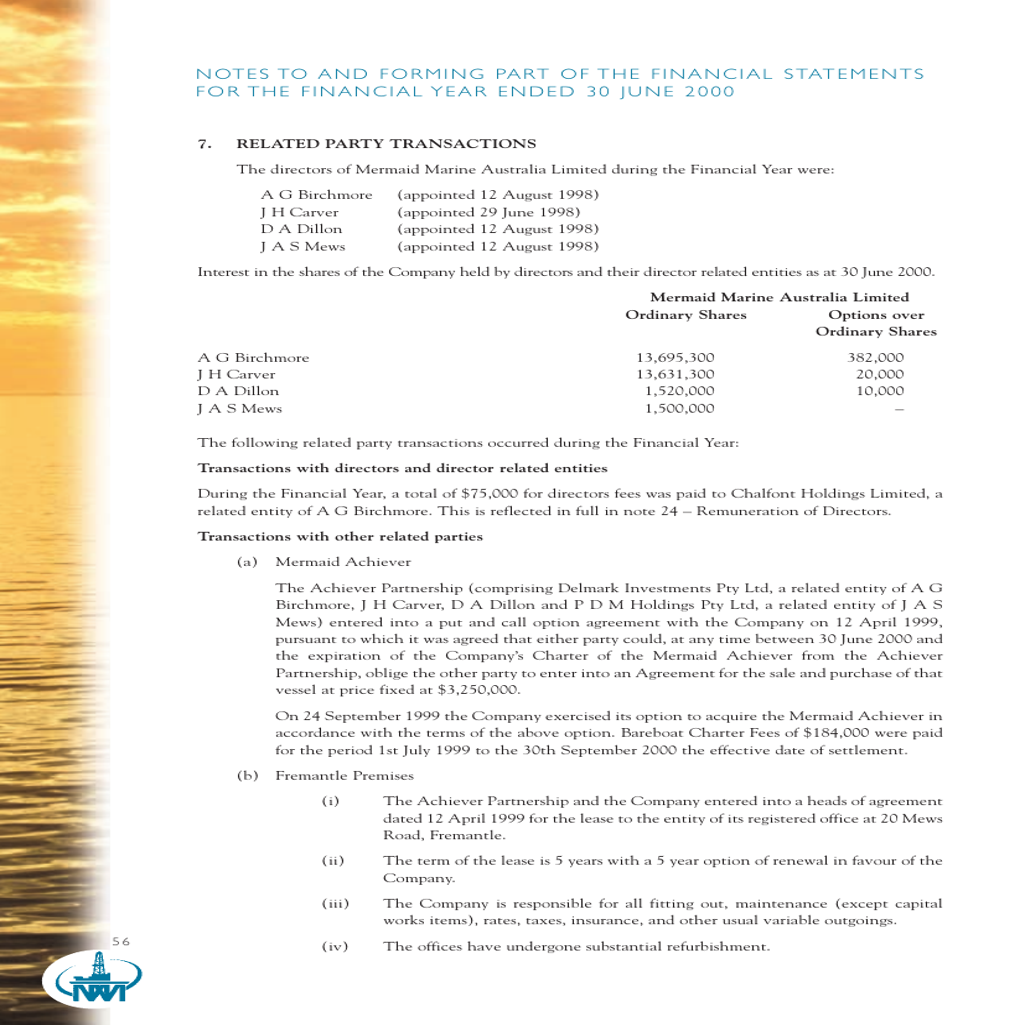 NOTES TO AND FORMING PART OF THE FINANCIAL STATEMENTS
FOR THE FINANCIAL YEAR ENDED 30 JUNE 2000
7. RELATED PARTY TRANSACTIONS
The directors of Mermaid Marine Australia Limited during the Financial Year were:
A G Birchmore (appointed 12 August 1998)
J H Carver (appointed 29 June 1998)
D A Dillon (appointed 12 August 1998)
J A S Mews (appointed 12 August 1998)
Interest in the shares of the Company held by directors and their director related entities as at 30 June 2000.
Mermaid Marine Australia Limited
Ordinary Shares Options over
Ordinary Shares
A G Birchmore 13,695,300 382,000
J H Carver 13,631,300 20,000
D A Dillon 1,520,000 10,000
J A S Mews 1,500,000 –
The following related party transactions occurred during the Financial Year:
Transactions with directors and director related entities
During the Financial Year, a total of $75,000 for directors fees was paid to Chalfont Holdings Limited, a
related entity of A G Birchmore. This is reflected in full in note 24 – Remuneration of Directors.
Transactions with other related parties
(a) Mermaid Achiever
The Achiever Partnership (comprising Delmark Investments Pty Ltd, a related entity of A G
Birchmore, J H Carver, D A Dillon and P D M Holdings Pty Ltd, a related entity of J A S
Mews) entered into a put and call option agreement with the Company on 12 April 1999,
pursuant to which it was agreed that either party could, at any time between 30 June 2000 and
the expiration of the Company's Charter of the Mermaid Achiever from the Achiever
Partnership, oblige the other party to enter into an Agreement for the sale and purchase of that
vessel at price fixed at $3,250,000.
On 24 September 1999 the Company exercised its option to acquire the Mermaid Achiever in
accordance with the terms of the above option. Bareboat Charter Fees of $184,000 were paid
for the period 1st July 1999 to the 30th September 2000 the effective date of settlement.
(b) Fremantle Premises
(i) The Achiever Partnership and the Company entered into a heads of agreement
dated 12 April 1999 for the lease to the entity of its registered office at 20 Mews
Road, Fremantle.
(ii) The term of the lease is 5 years with a 5 year option of renewal in favour of the
Company.
(iii) The Company is responsible for all fitting out, maintenance (except capital
works items), rates, taxes, insurance, and other usual variable outgoings.
(iv) The offices have undergone substantial refurbishment.
56